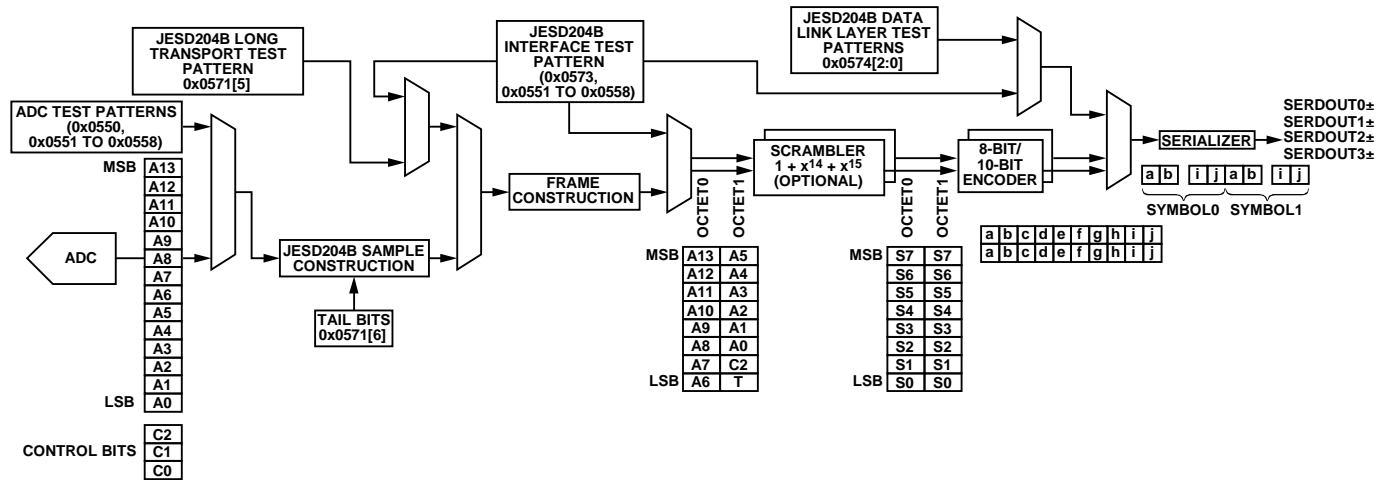 JESD204B LONG
TRANSPORT TEST
PATTERN
0x0571[5]
JESD204B
INTERFACE TEST
PATTERN
(0x0573,
0x0551 TO 0x0558)
JESD204B DATA
LINK LAYER TEST
PATTERNS
0x0574[2:0]
ADC TEST PATTERNS
(0x0550,
0x0551 TO 0x0558)
MSB
A13
A12
A11
A10
A9
A8
A7
A6
A5
A4
A3
A2
A1
LSB
A0
CONTROL BITS
C2
C1
C0
ADC
JESD204B SAMPLE
CONSTRUCTION
TAIL BITS
0x0571[6]
FRAME
CONSTRUCTION
OCTET0
OCTET1
MSB A13 A5
A12 A4
A11 A3
A10 A2
A9 A1
A8 A0
A7 C2
LSB A6 T
SCRAMBLER
1 + x14 + x15
(OPTIONAL)
OCTET0
OCTET1
MSB S7 S7
S6 S6
S5 S5
S4 S4
S3 S3
S2 S2
S1 S1
LSB S0 S0
8-BIT/
10-BIT
ENCODER
a b c d e f g h i j
a b c d e f g h i j
SERIALIZER
SERDOUT0±
SERDOUT1±
SERDOUT2±
SERDOUT3±
a b i j a b i j
SYMBOL0 SYMBOL1